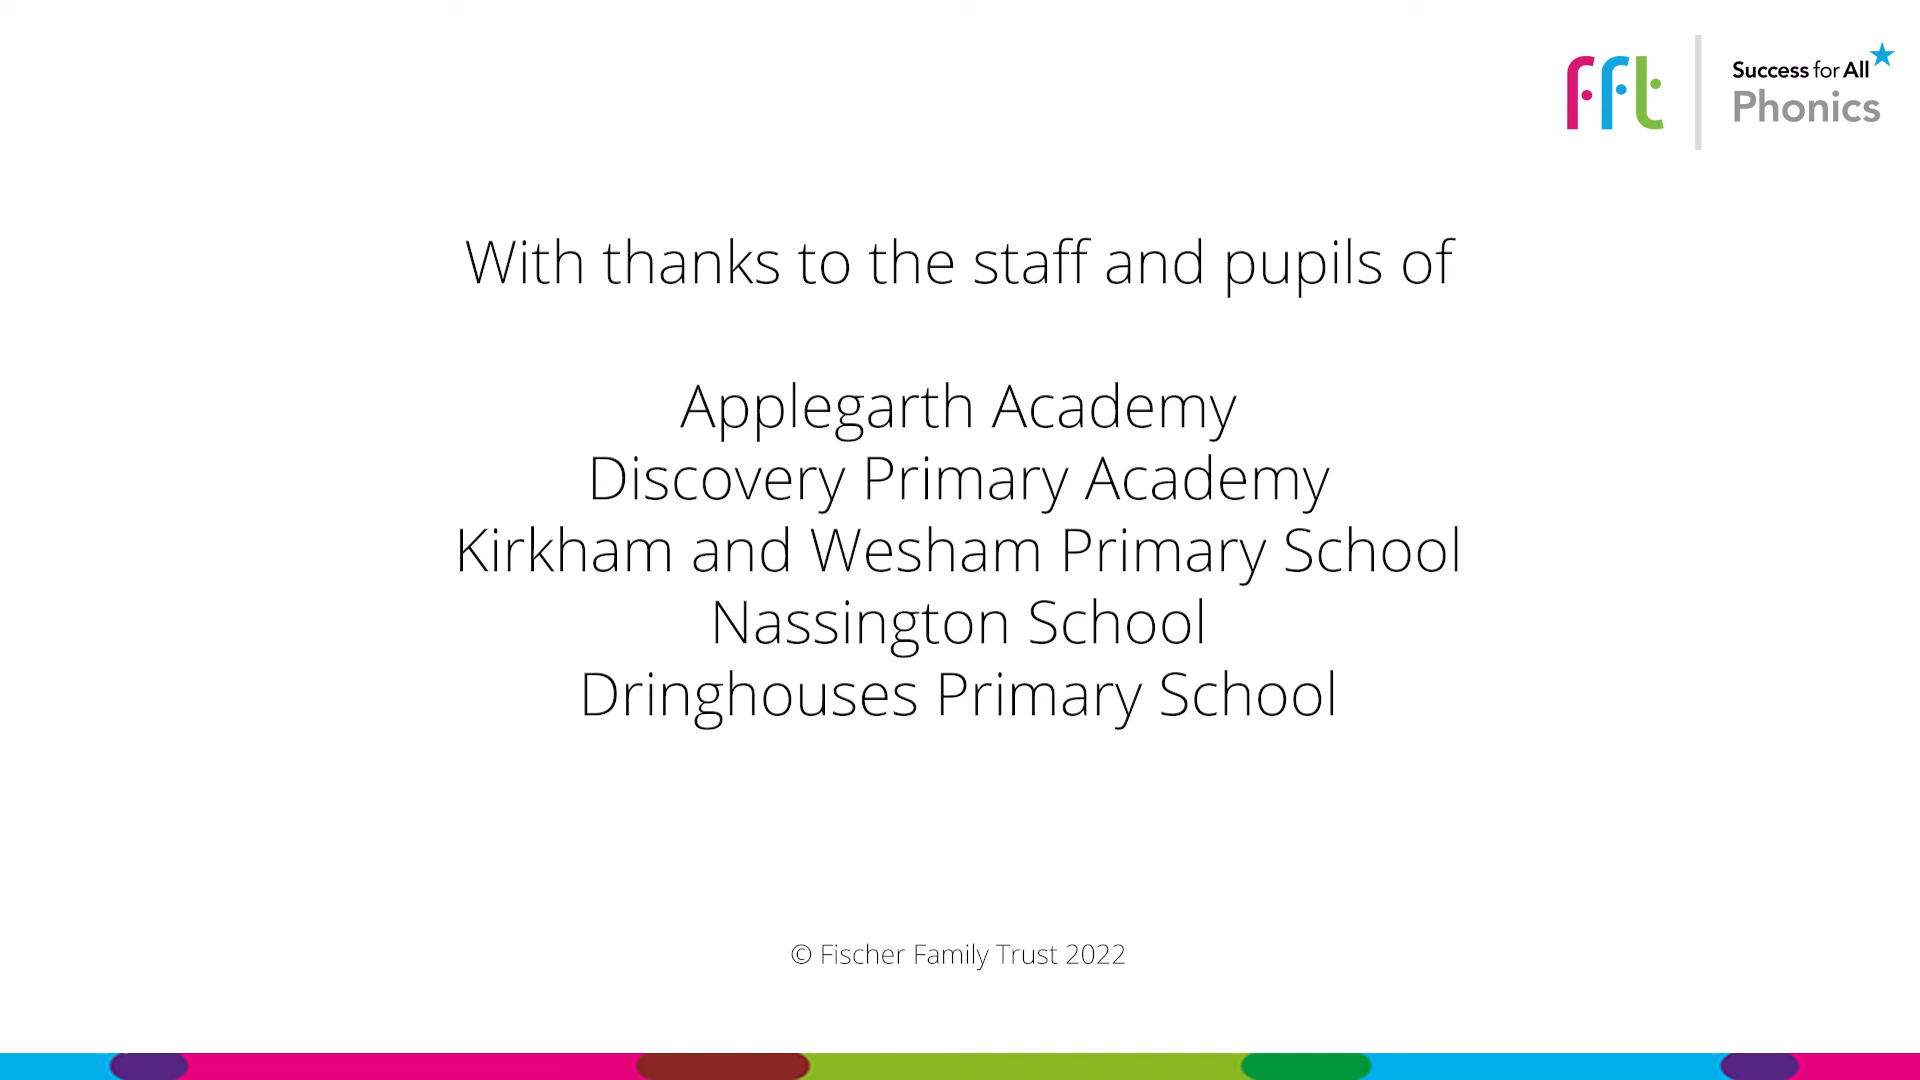 fft
Success for All
Phonics
With thanks to the staff and pupils of
Applegarth Academy
Discovery Primary Academy
Kirkham and Wesham Primary School
Nassington School
Dringhouses Primary School
© Fischer Family Trust 2022